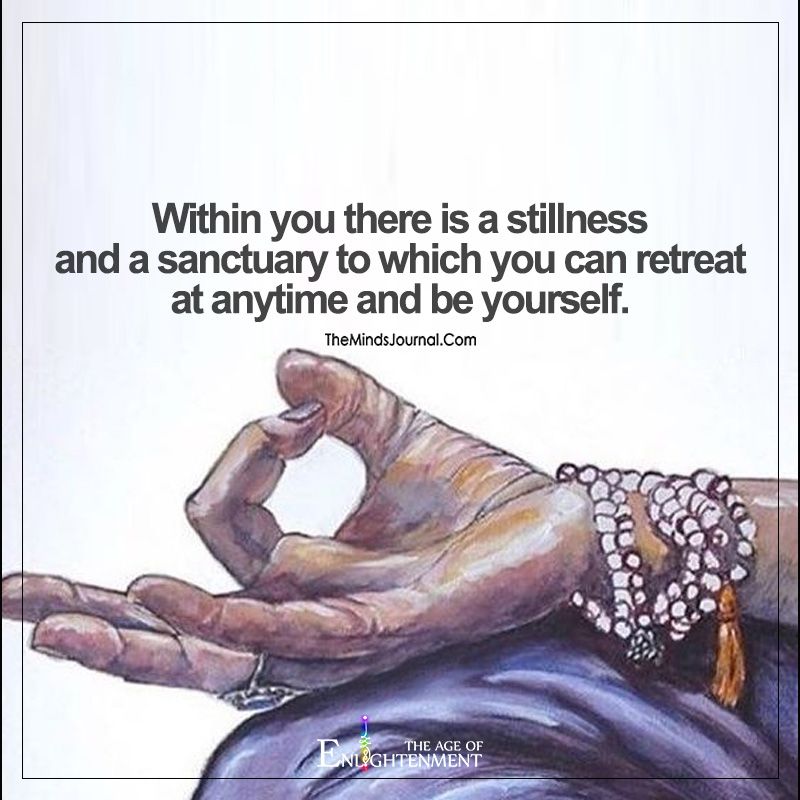 Within you there is a stillness
and a sanctuary to which you can retreat
at anytime and be yourself.
TheMindsJournal.Com
THE AGE OF
ENLIGHTENMENT